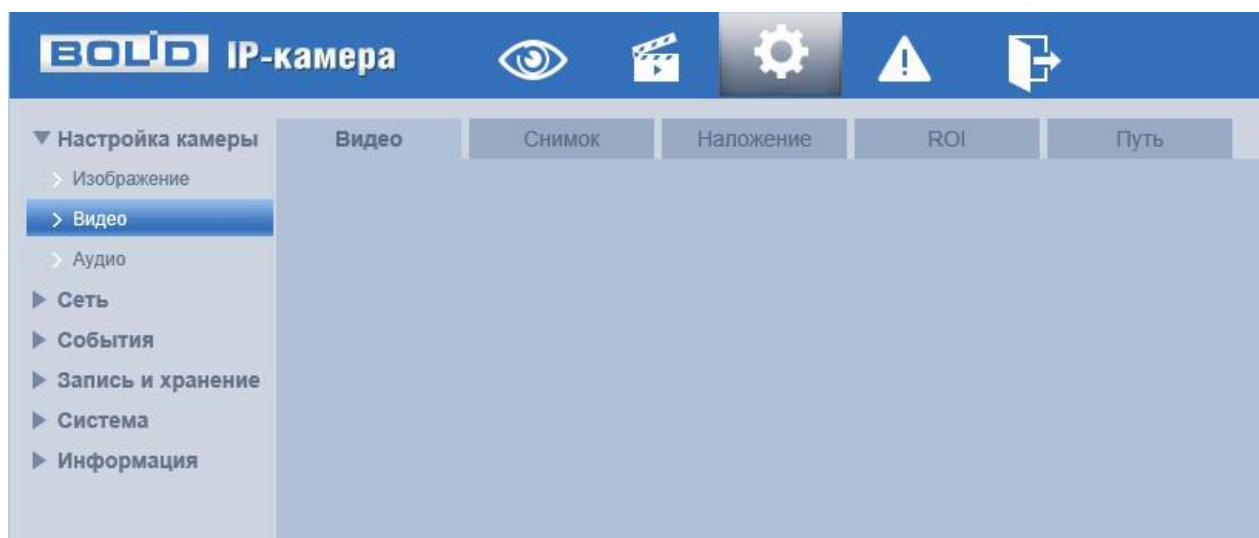 BOLID IP-камера
Настройка камеры
Видео Снимок Наложение ROI Путь
Изображение
Видео
Аудио
Сеть
События
Запись и хранение
Система
Информация